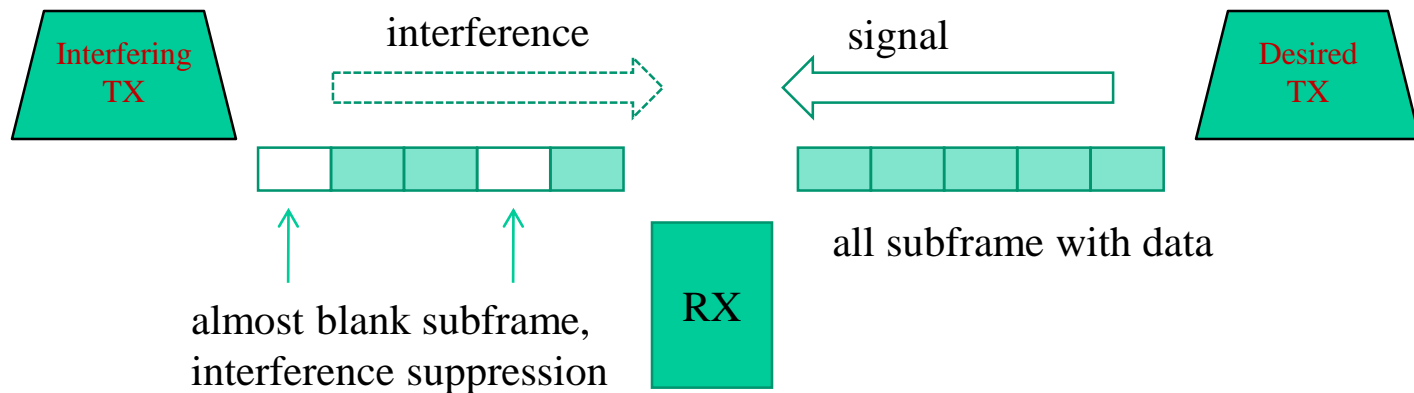 Interfering
TX
interference
signal
Desired
TX
all subframe with data
almost blank subframe,
interference suppression
RX